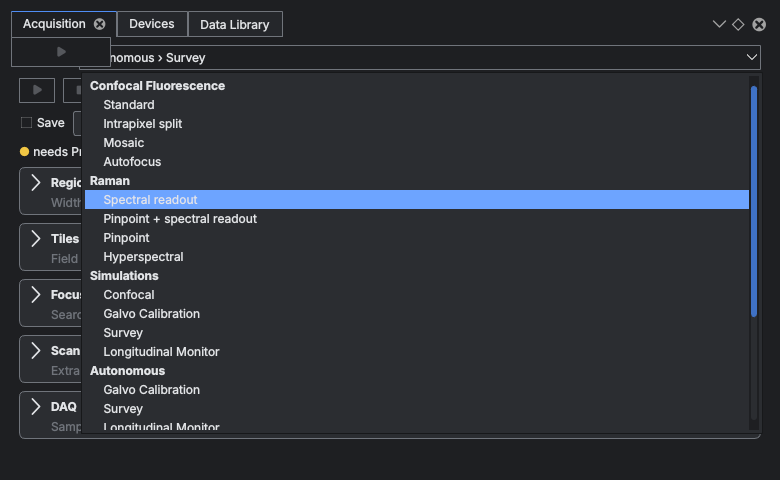 Acquisition
Devices
Data Library
nomous › Survey
Save
needs
Confocal Fluorescence
Standard
Intrapixel split
Mosaic
Autofocus
Raman
Spectral readout
Pinpoint + spectral readout
Pinpoint
Hyperspectral
Simulations
Confocal
Galvo Calibration
Survey
Longitudinal Monitor
Autonomous
Galvo Calibration
Survey
Longitudinal Monitor
Regio
Width
Tiles
Field
Focus
Searc
Scan
Extra
DAQ
Samp